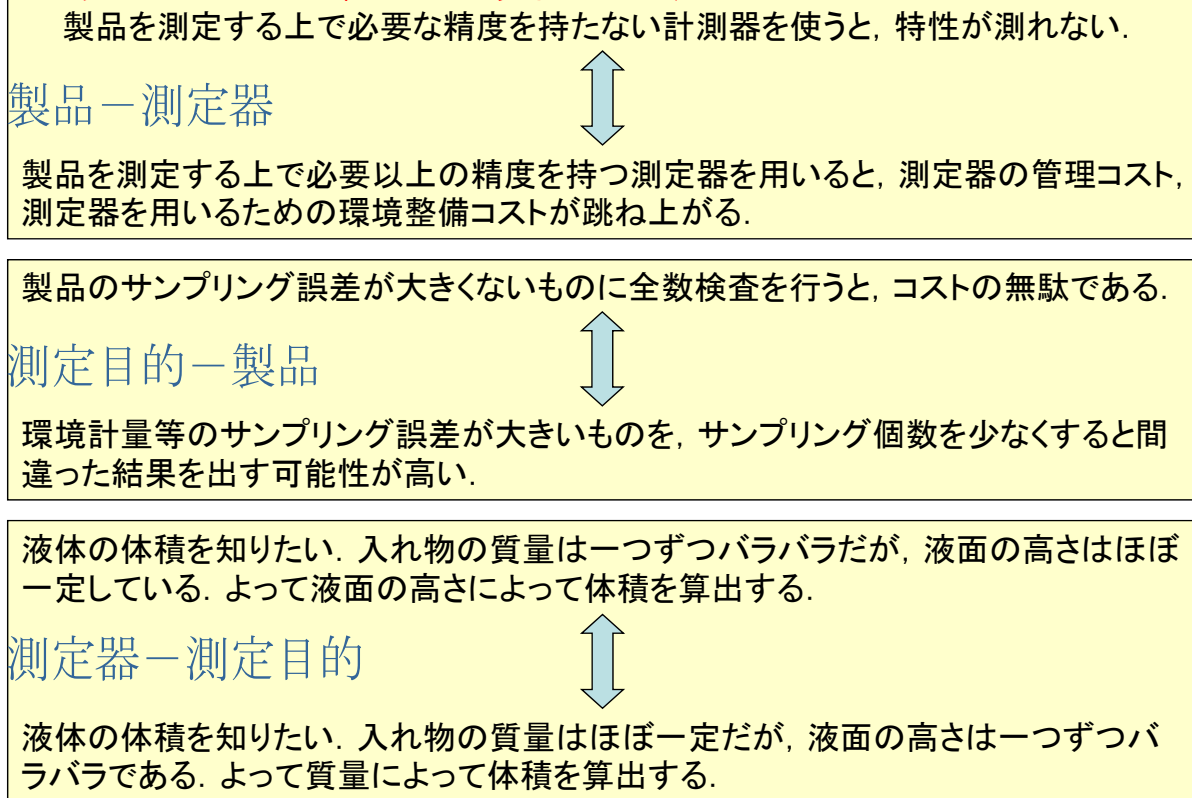 製品を測定する上で必要な精度を持たない計測器を使うと，特性が測れない．
製品－測定器
製品を測定する上で必要以上の精度を持つ測定器を用いると，測定器の管理コスト，
測定器を用いるための環境整備コストが跳ね上がる．
製品のサンプリング誤差が大きくないものに全数検査を行うと，コストの無駄である．
測定目的－製品
環境計量等のサンプリング誤差が大きいものを，サンプリング個数を少なくすると間
違った結果を出す可能性が高い．
液体の体積を知りたい．入れ物の質量は一つずつバラバラだが，液面の高さはほぼ
一定している．よって液面の高さによって体積を算出する．
測定器－測定目的
液体の体積を知りたい．入れ物の質量はほぼ一定だが，液面の高さは一つずつバ
ラバラである．よって質量によって体積を算出する．